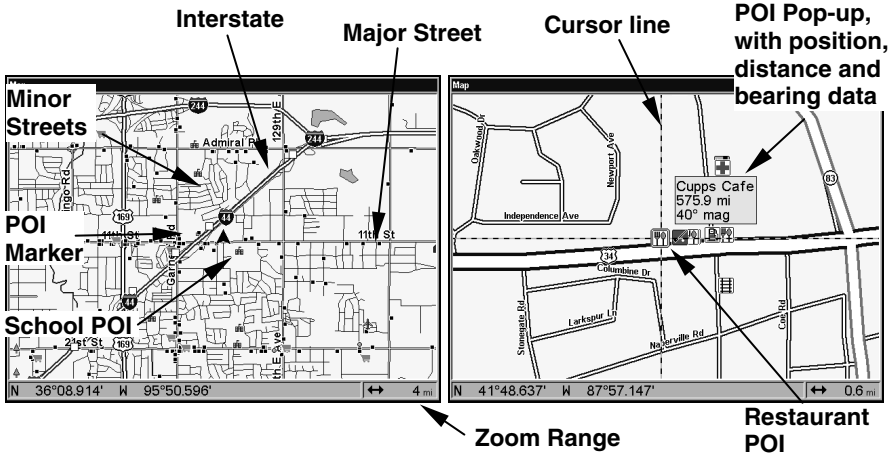 Interstate
Major Street
Cursor line
POI Pop-up,
with position,
distance and
bearing data
Minor
Streets
POI
Marker
School POI
244
129th E
244
Admiral
169
44
11th St
11th St
44
169
21st St
th E Ave
N 36°08.914' W 95°50.596'
4 mi
Map
Oakwood Dr
Newport Ave
83
Cupps Cafe
575.9 mi
40° mag
Independence Ave
34
Columbine Dr
Stonegate Rd
Larkspur Ln
Naperville Rd
N 41°48.637' W 87°57.147'
0.6 mi
Zoom Range
Restaurant
POI